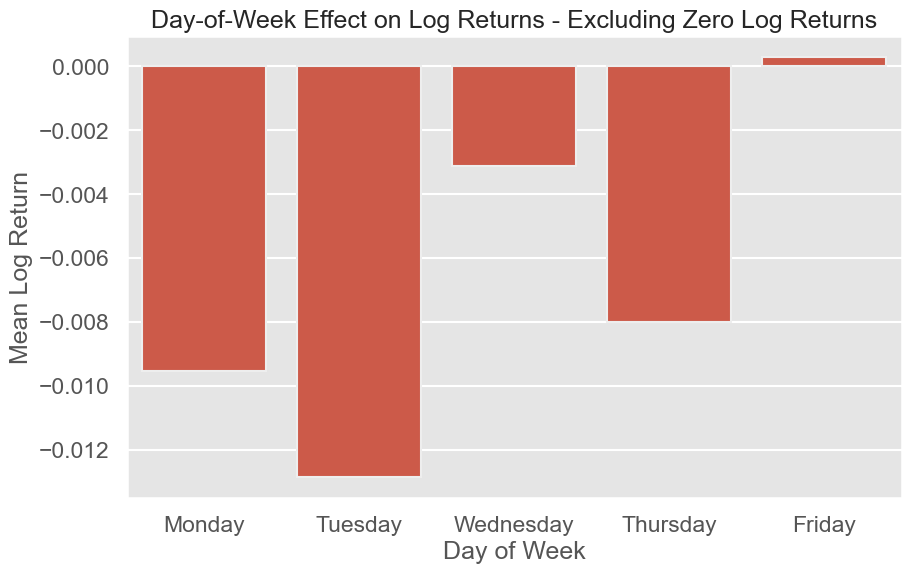 Day-of-Week Effect on Log Returns - Excluding Zero Log Returns
0.000
−0.002
−0.004
−0.006
−0.008
−0.010
−0.012
Mean Log Return
Monday Tuesday Wednesday Thursday Friday
Day of Week